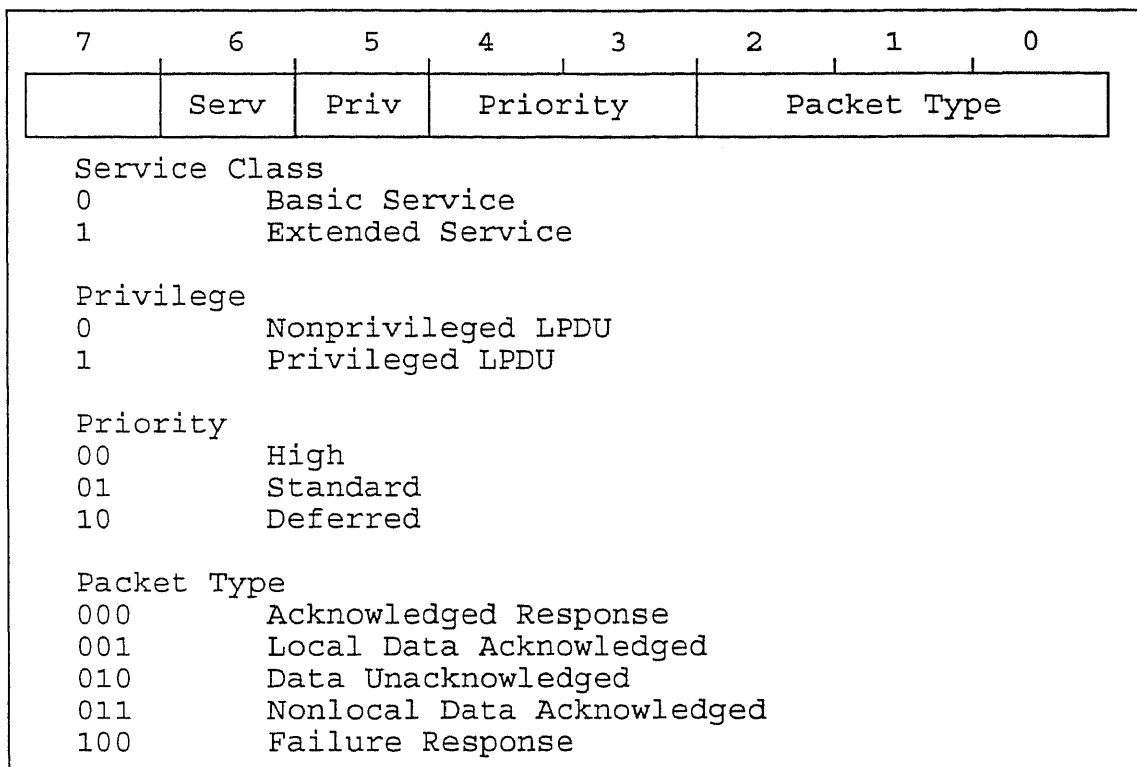 7 6 5 4 3 2 1 0
Serv Priv Priority Packet Type
Service Class
0 Basic Service
1 Extended Service
Privilege
0 Nonprivileged LPDU
1 Privileged LPDU
Priority
00 High
01 Standard
10 Deferred
Packet Type
000 Acknowledged Response
001 Local Data Acknowledged
010 Data Unacknowledged
011 Nonlocal Data Acknowledged
100 Failure Response